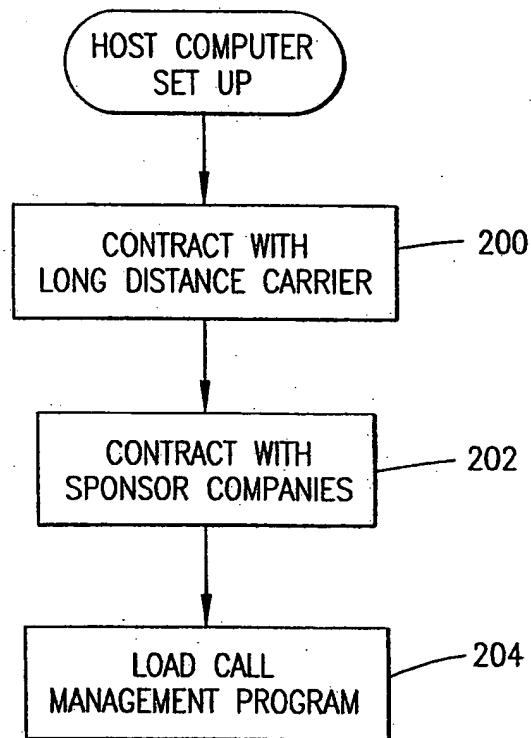 HOST COMPUTER
SET UP
CONTRACT WITH
LONG DISTANCE CARRIER
200
CONTRACT WITH
SPONSOR COMPANIES
202
LOAD CALL
MANAGEMENT PROGRAM
204